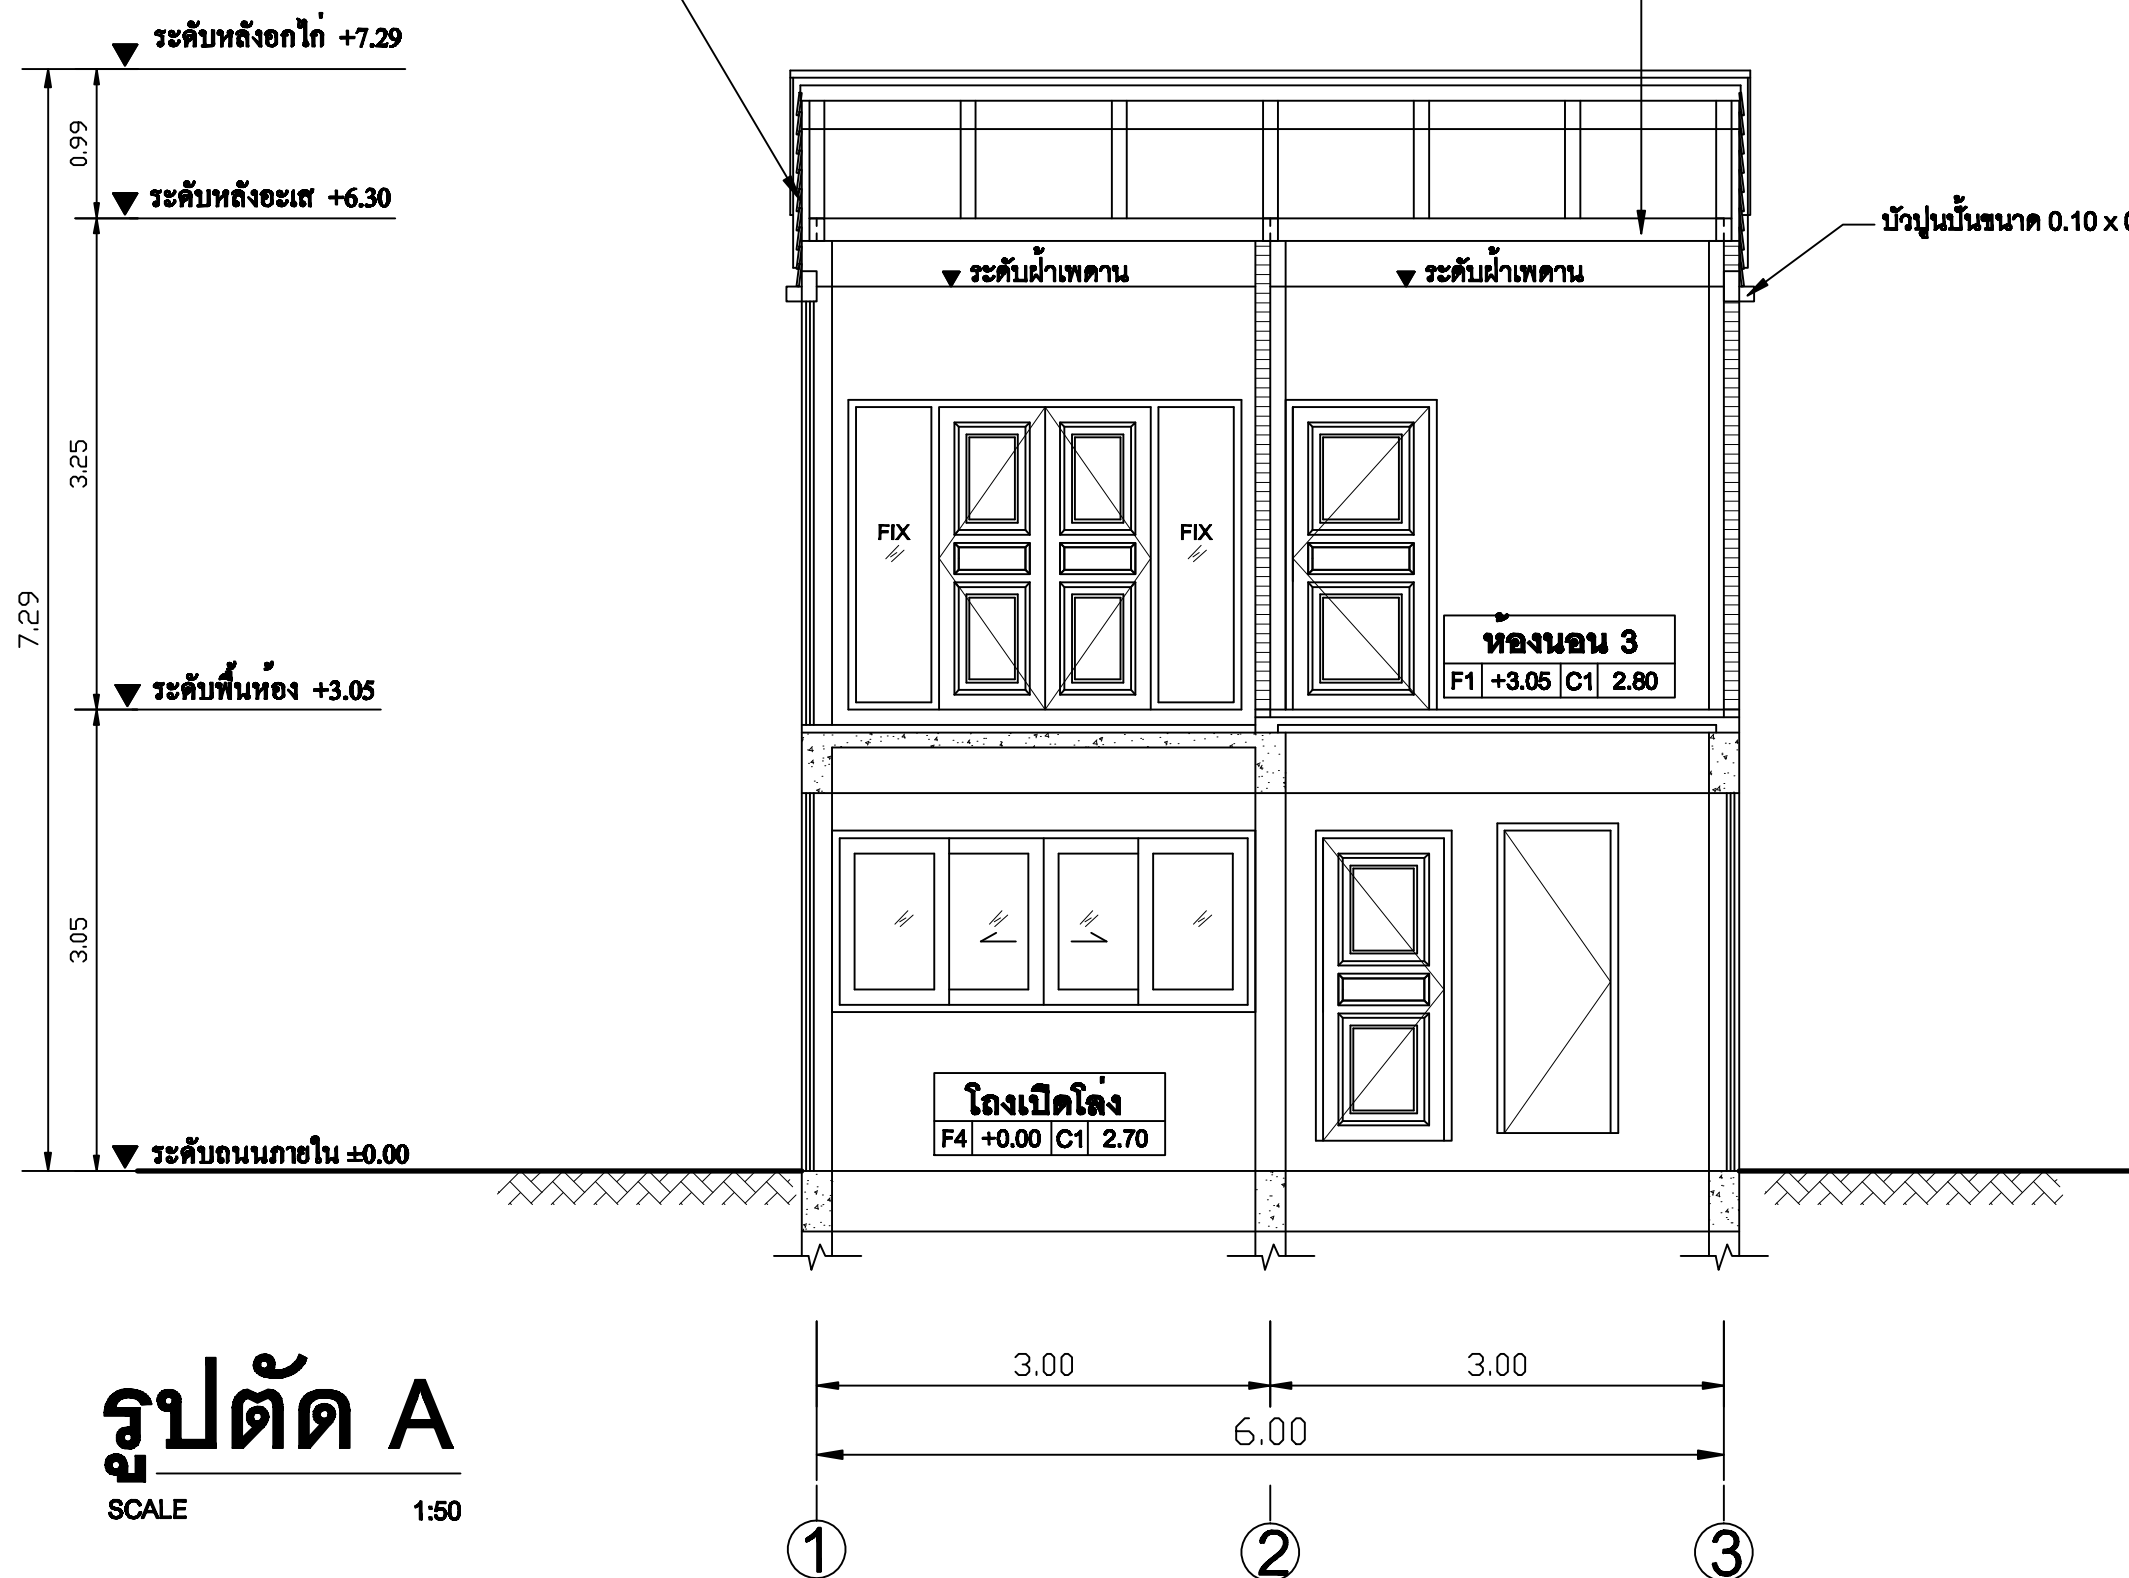 ระดับหลังอกไก่ +7.29
0.99
ระดับหลังอะเส +6.30
บัวปูนปั้นขนาด 0.10 x
ระดับฝ้าเพดาน
ระดับฝ้าเพดาน
3.25
FIX
FIX
7.29
ห้องนอน 3
F1 +3.05 C1 2.80
ระดับพื้นห้อง +3.05
3.05
โถงเปิดโล่ง
F4 +0.00 C1 2.70
ระดับถนนภายใน ±0.00
3.00
3.00
6.00
รูปตัด A
SCALE 1:50
1
2
3